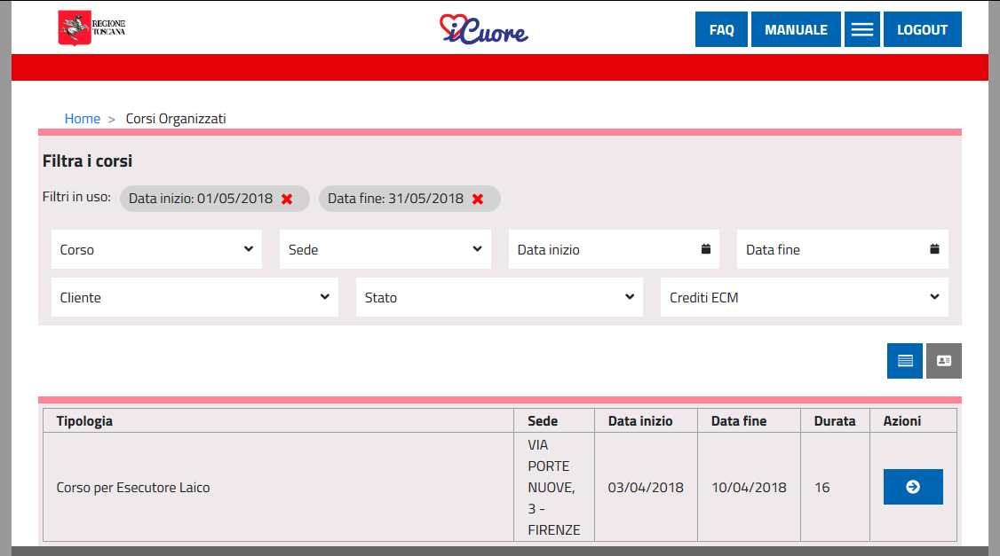 REGIONE
TOSCANA
iCuore
FAQ
MANUALE
LOGOUT
Home > Corsi Organizzati
Filtra i corsi
Filtri in uso: Data inizio: 01/05/2018 Data fine: 31/05/2018
Corso Sede Data inizio Data fine
Cliente Stato Crediti ECM
Tipologia Sede Data inizio Data fine Durata Azioni
Corso per Esecutore Laico
VIA
PORTE
NUOVE,
3 -
FIRENZE
03/04/2018
10/04/2018
16